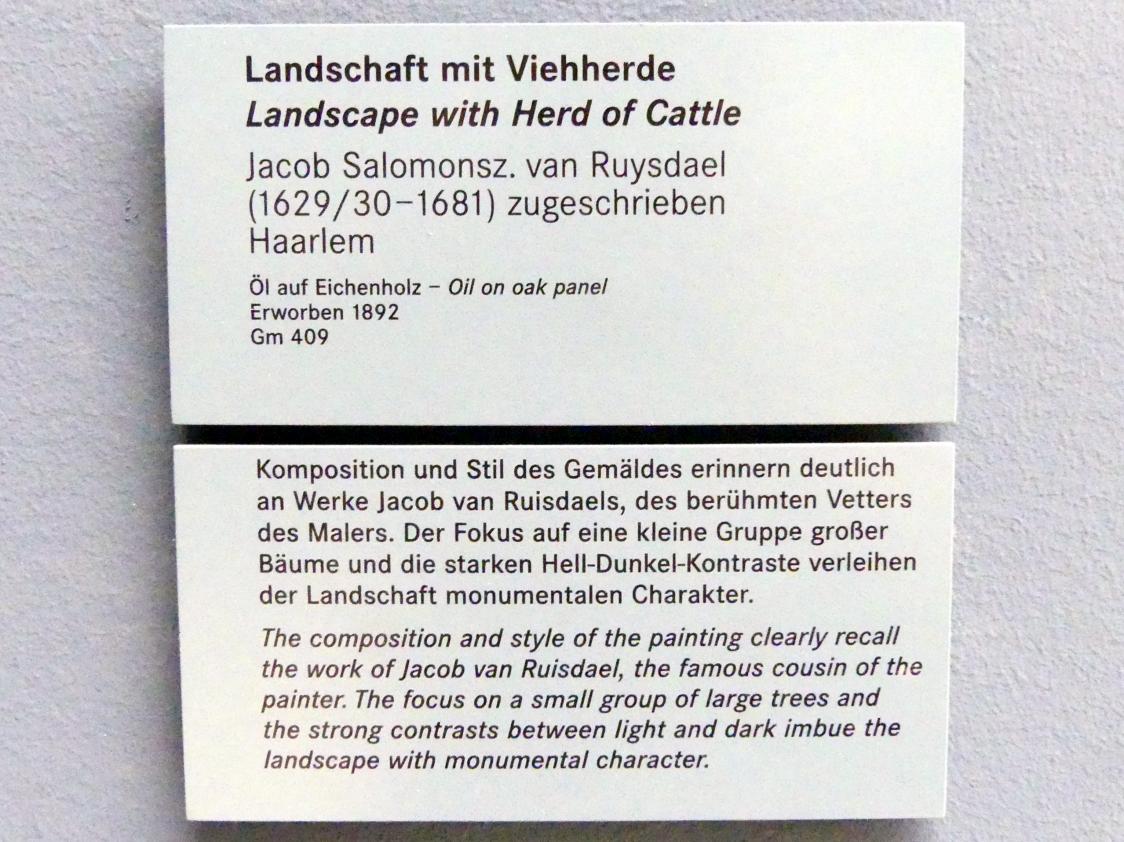 Landschaft mit Viehherde
Landscape with Herd of Cattle
Jacob Salomonsz. van Ruysdael
(1629/30–1681) zugeschrieben
Haarlem
Öl auf Eichenholz – Oil on oak panel
Erworben 1892
Gm 409
Komposition und Stil des Gemäldes erinnern deutlich
an Werke Jacob van Ruisdaels, des berühmten Vetters
des Malers. Der Fokus auf eine kleine Gruppe großer
Bäume und die starken Hell-Dunkel-Kontraste verleihen
der Landschaft monumentalen Charakter.
The composition and style of the painting clearly recall
the work of Jacob van Ruisdael, the famous cousin of the
painter. The focus on a small group of large trees and
the strong contrasts between light and dark imbue the
landscape with monumental character.